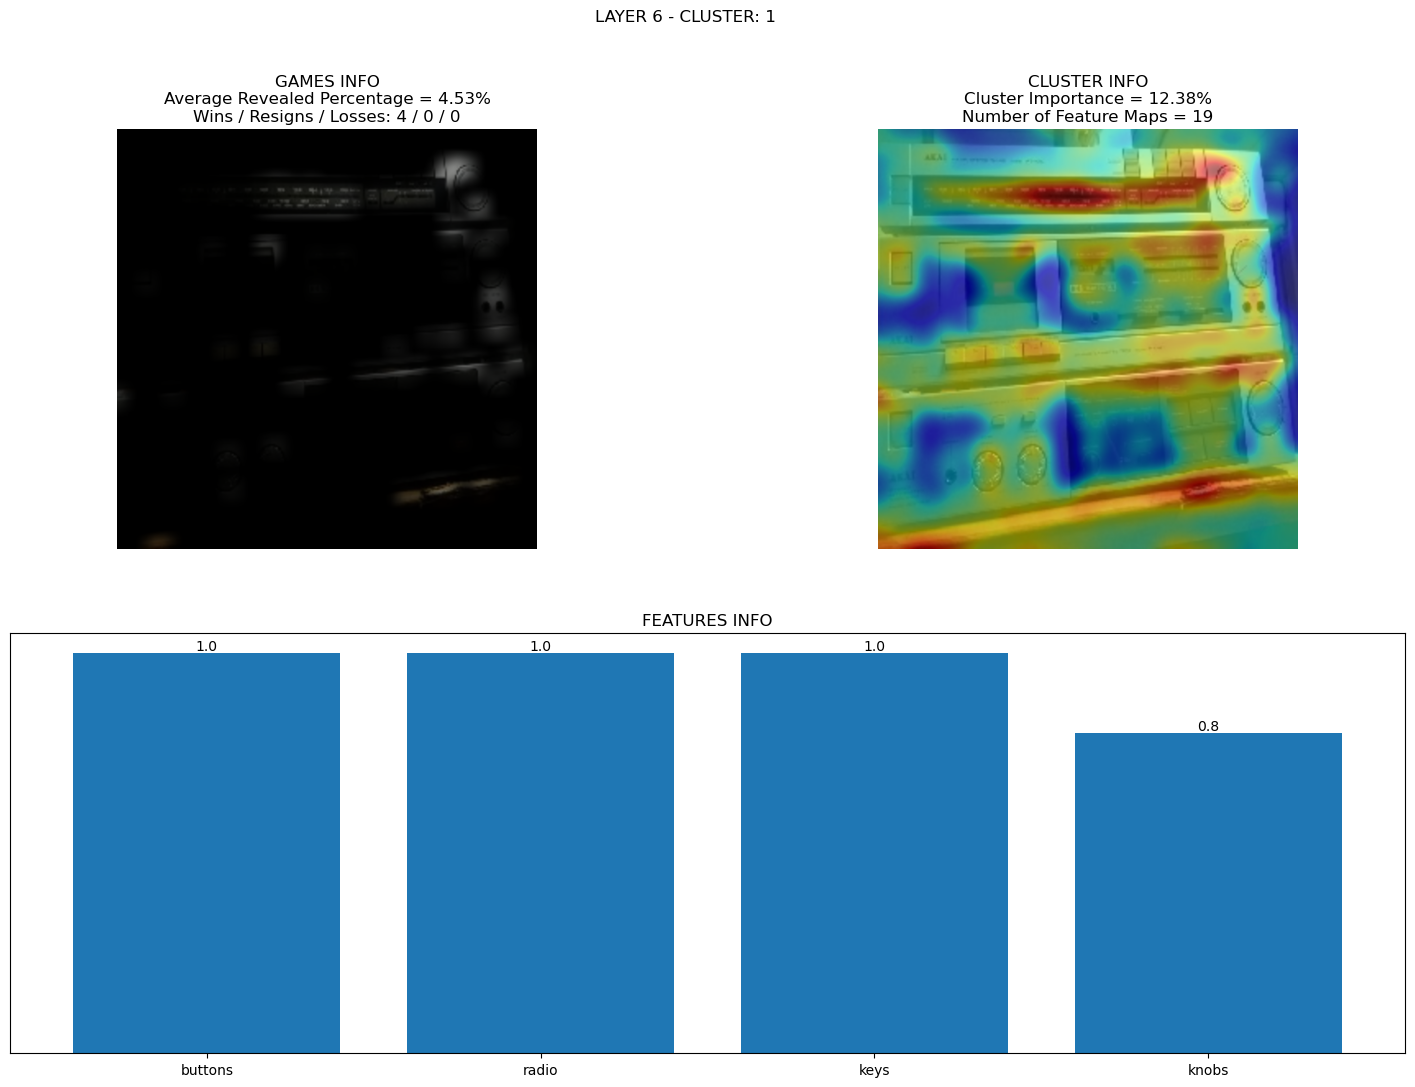 LAYER 6 - CLUSTER: 1
GAMES INFO
Average Revealed Percentage = 4.53%
Wins / Resigns / Losses: 4 / 0 / 0
CLUSTER INFO
Cluster Importance = 12.38%
Number of Feature Maps = 19
AKAI
FEATURES INFO
1.0
1.0
1.0
0.8
buttons
radio
keys
knobs